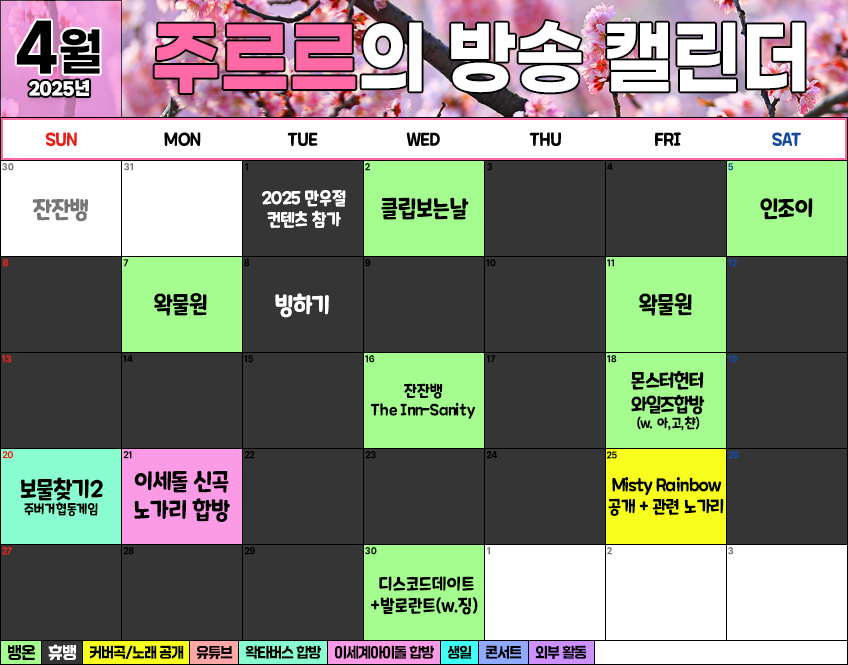 4월
2025년
주르르의 방송 캘린더
SUN MON TUE WED THU FRI SAT
30 31 1 2 3 4 5
잔잔뱅
2025 만우절
컨텐츠 참가
클립보는날
인조이
6 7 8 9 10 11 12
왁물원
빙하기
왁물원
13 14 15 16 17 18 19
잔잔뱅
The Inn-Sanity
몬스터헌터
와일즈합방
(w. 아,고,찬)
20 21 22 23 24 25 26
보물찾기2
주버거협동게임
이세돌 신곡
노가리 합방
Misty Rainbow
공개 + 관련 노가리
27 28 29 30 1 2 3
디스코드데이트
+발로란트(w.징)
뱅온 휴뱅 커버곡/노래 공개 유튜브 왁타버스 합방 이세계아이돌 합방 생일 콘서트 외부 활동